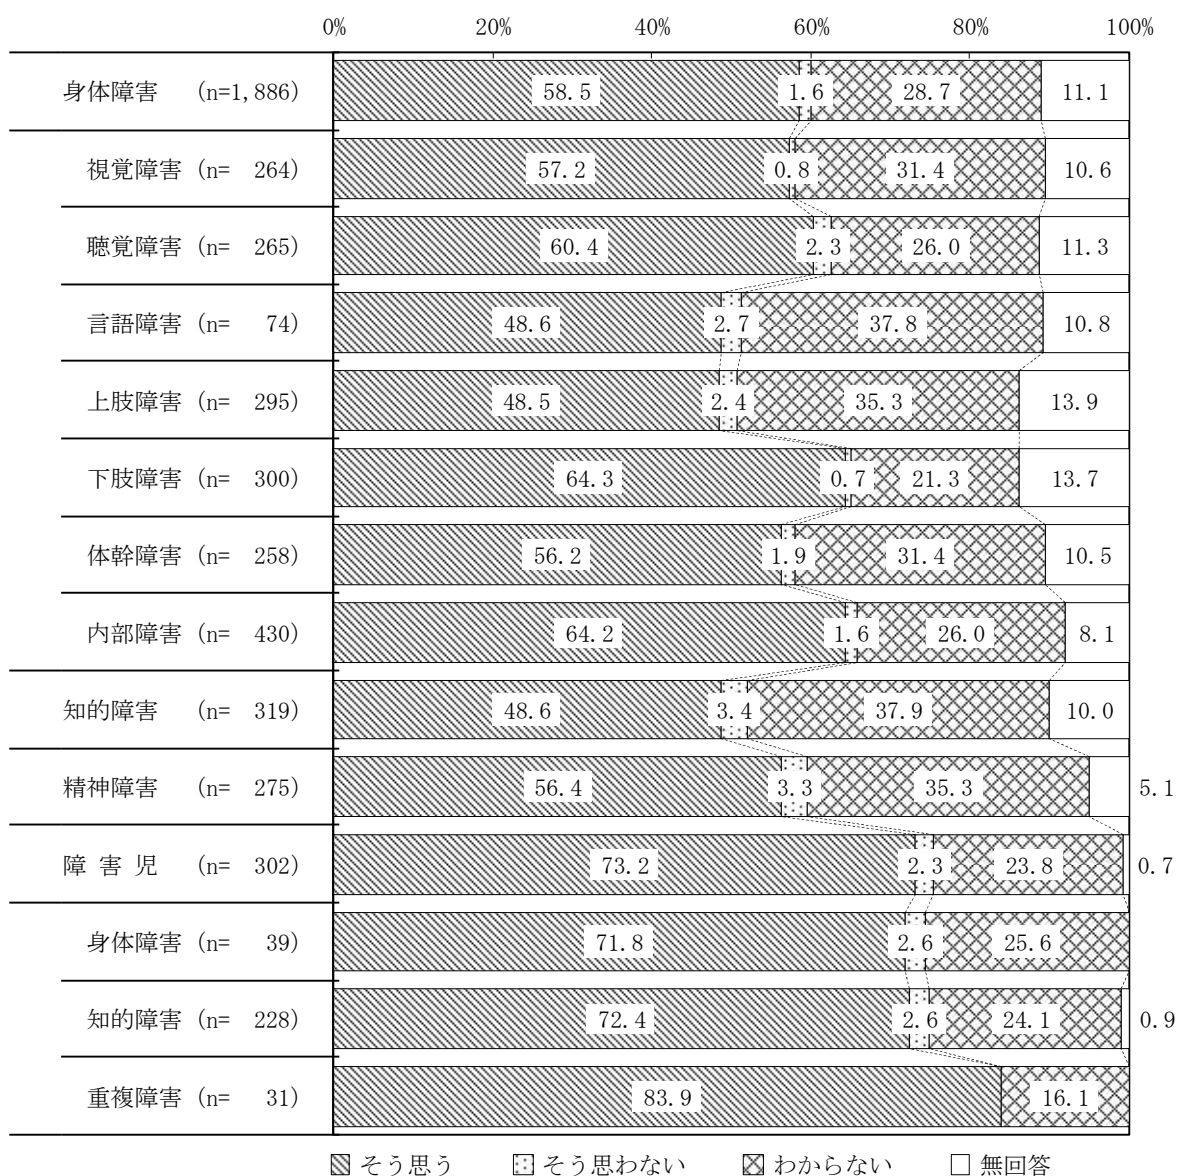 0% 20% 40% 60% 80% 100%
身体障害 (n=1,886) 58.5 1.6 28.7 11.1
視覚障害 (n= 264) 57.2 0.8 31.4 10.6
聴覚障害 (n= 265) 60.4 2.3 26.0 11.3
言語障害 (n= 74) 48.6 2.7 37.8 10.8
上肢障害 (n= 295) 48.5 2.4 35.3 13.9
下肢障害 (n= 300) 64.3 0.7 21.3 13.7
体幹障害 (n= 258) 56.2 1.9 31.4 10.5
内部障害 (n= 430) 64.2 1.6 26.0 8.1
知的障害 (n= 319) 48.6 3.4 37.9 10.0
精神障害 (n= 275) 56.4 3.3 35.3 5.1
障 害 児 (n= 302) 73.2 2.3 23.8 0.7
身体障害 (n= 39) 71.8 2.6 25.6
知的障害 (n= 228) 72.4 2.6 24.1 0.9
重複障害 (n= 31) 83.9 16.1
そう思う そう思わない わからない 無回答